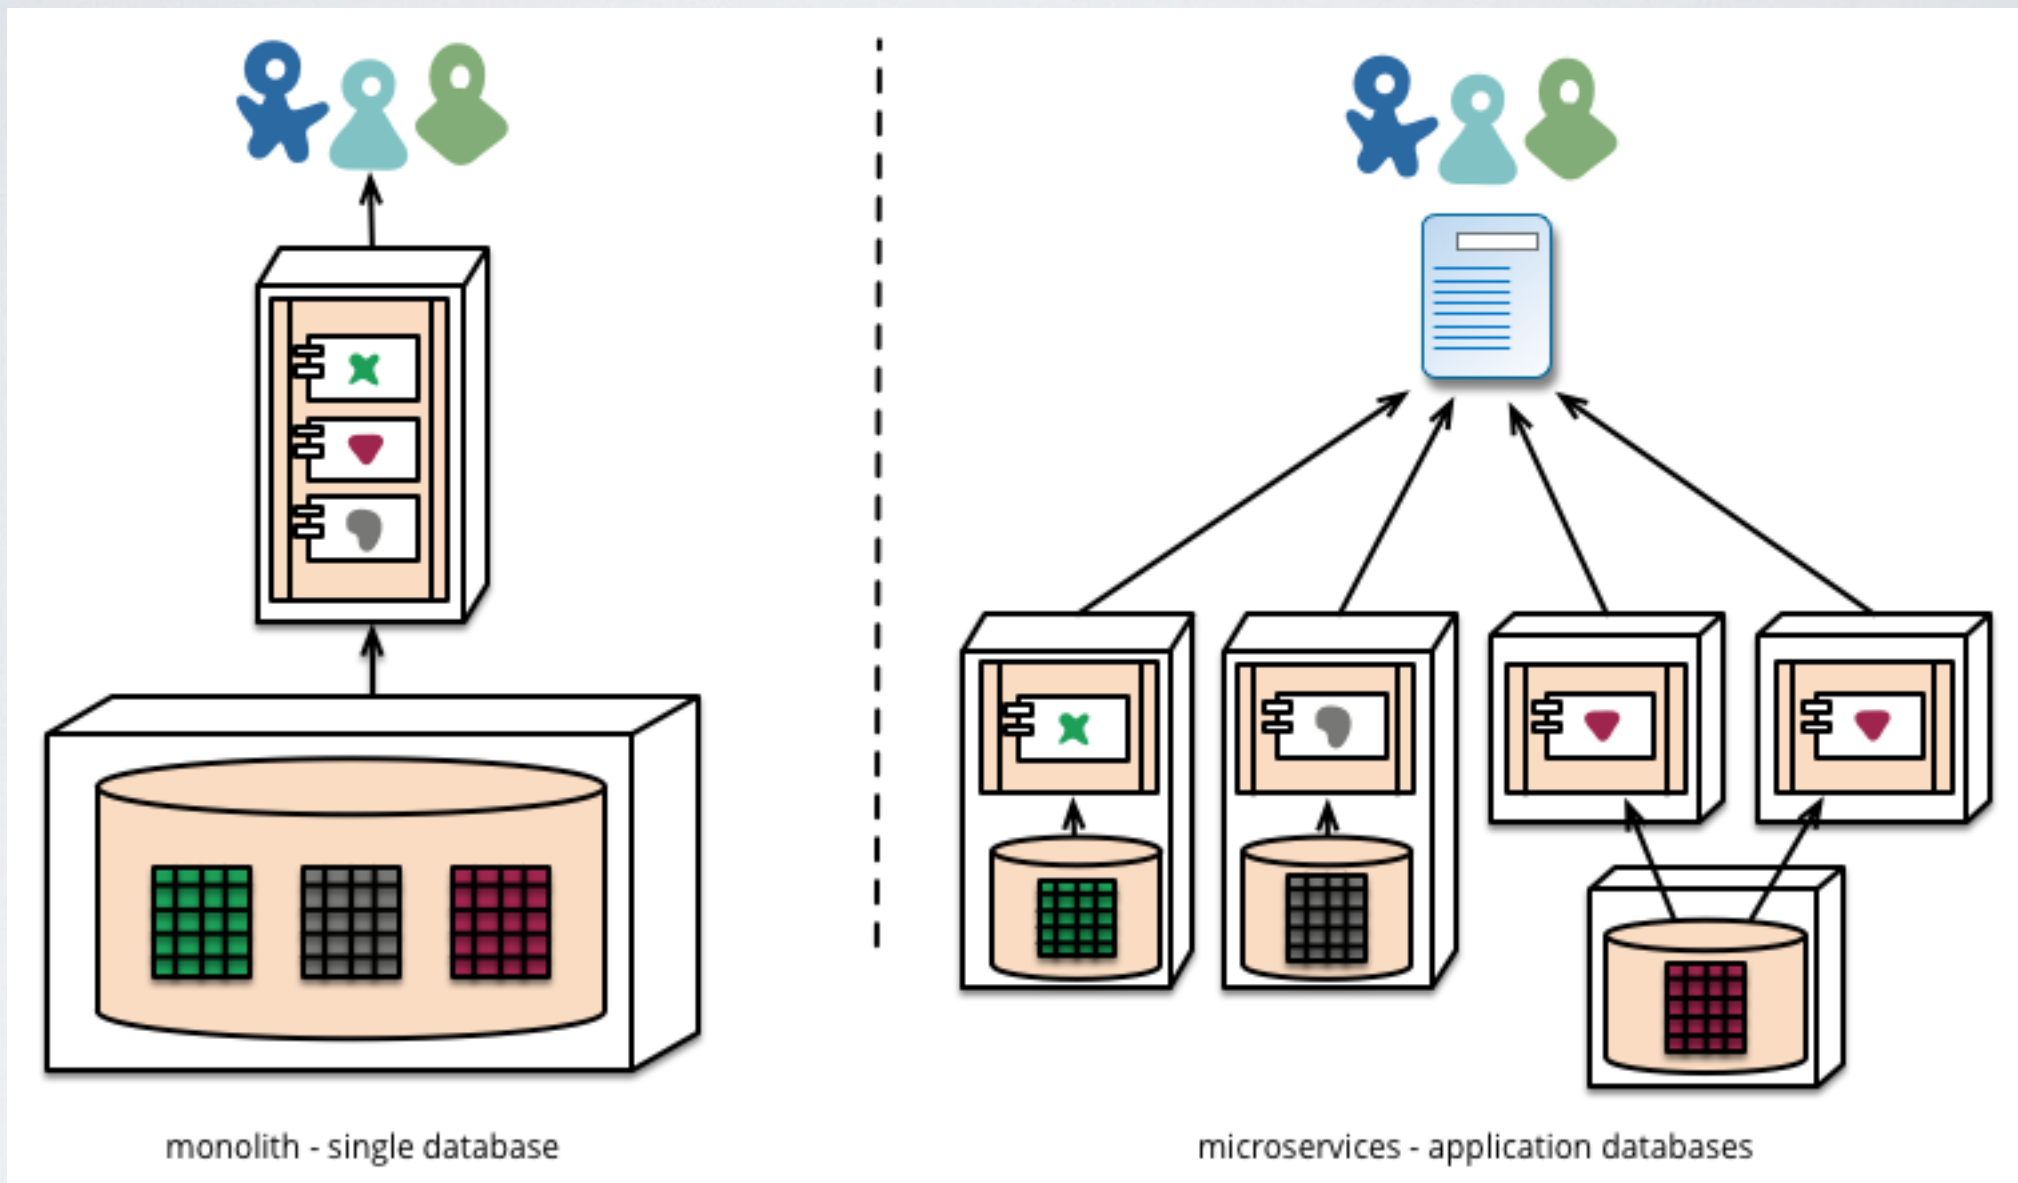 monolith - single database
microservices - application databases